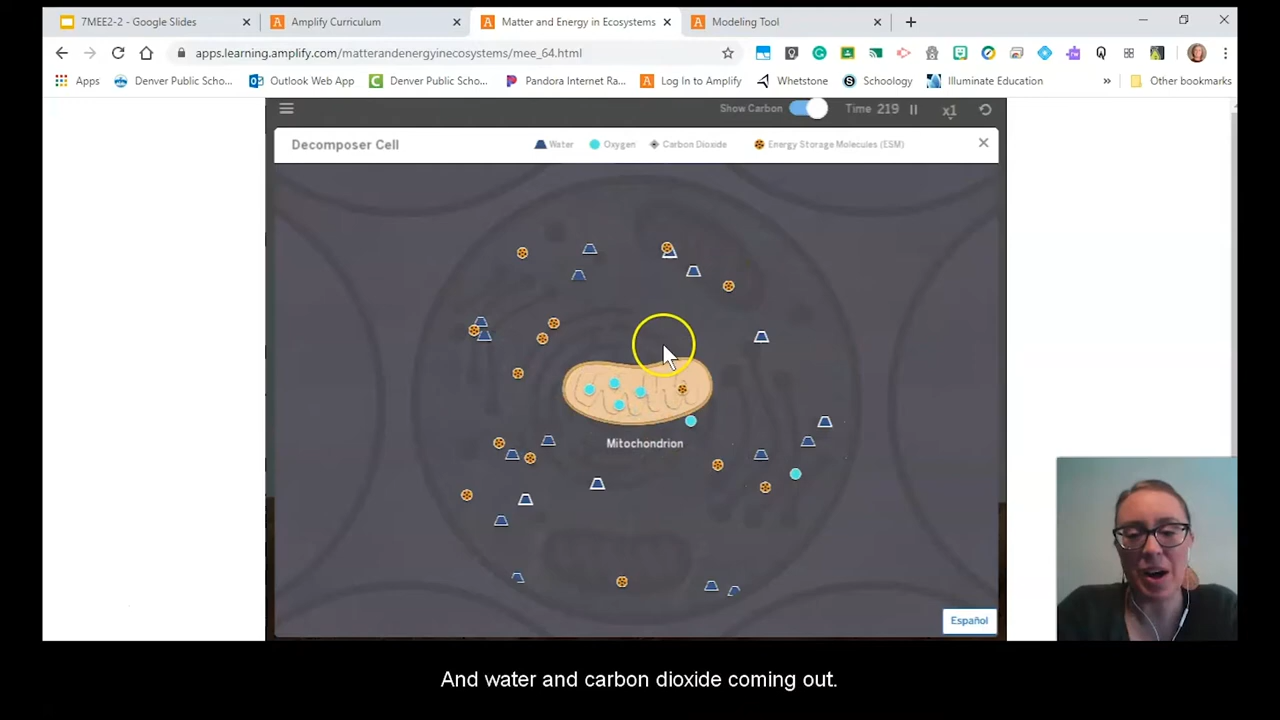 7MEE2-2 - Google Slides
Amplify Curriculum
Matter and Energy in Ecosystems
Modeling Tool
apps.learning.amplify.com/matterandenergyinecosystems/mee_64.html
Apps
Denver Public Scho...
Outlook Web App
Denver Public Scho...
Pandora Internet Ra...
Log In to Amplify
Whetstone
Schoology
Illuminate Education
»
Other bookmarks
Show Carbon
Time 219
x1
Decomposer Cell
Water
Oxygen
Carbon Dioxide
Energy Storage Molecules (ESM)
Mitochondrion
Español
And water and carbon dioxide coming out.